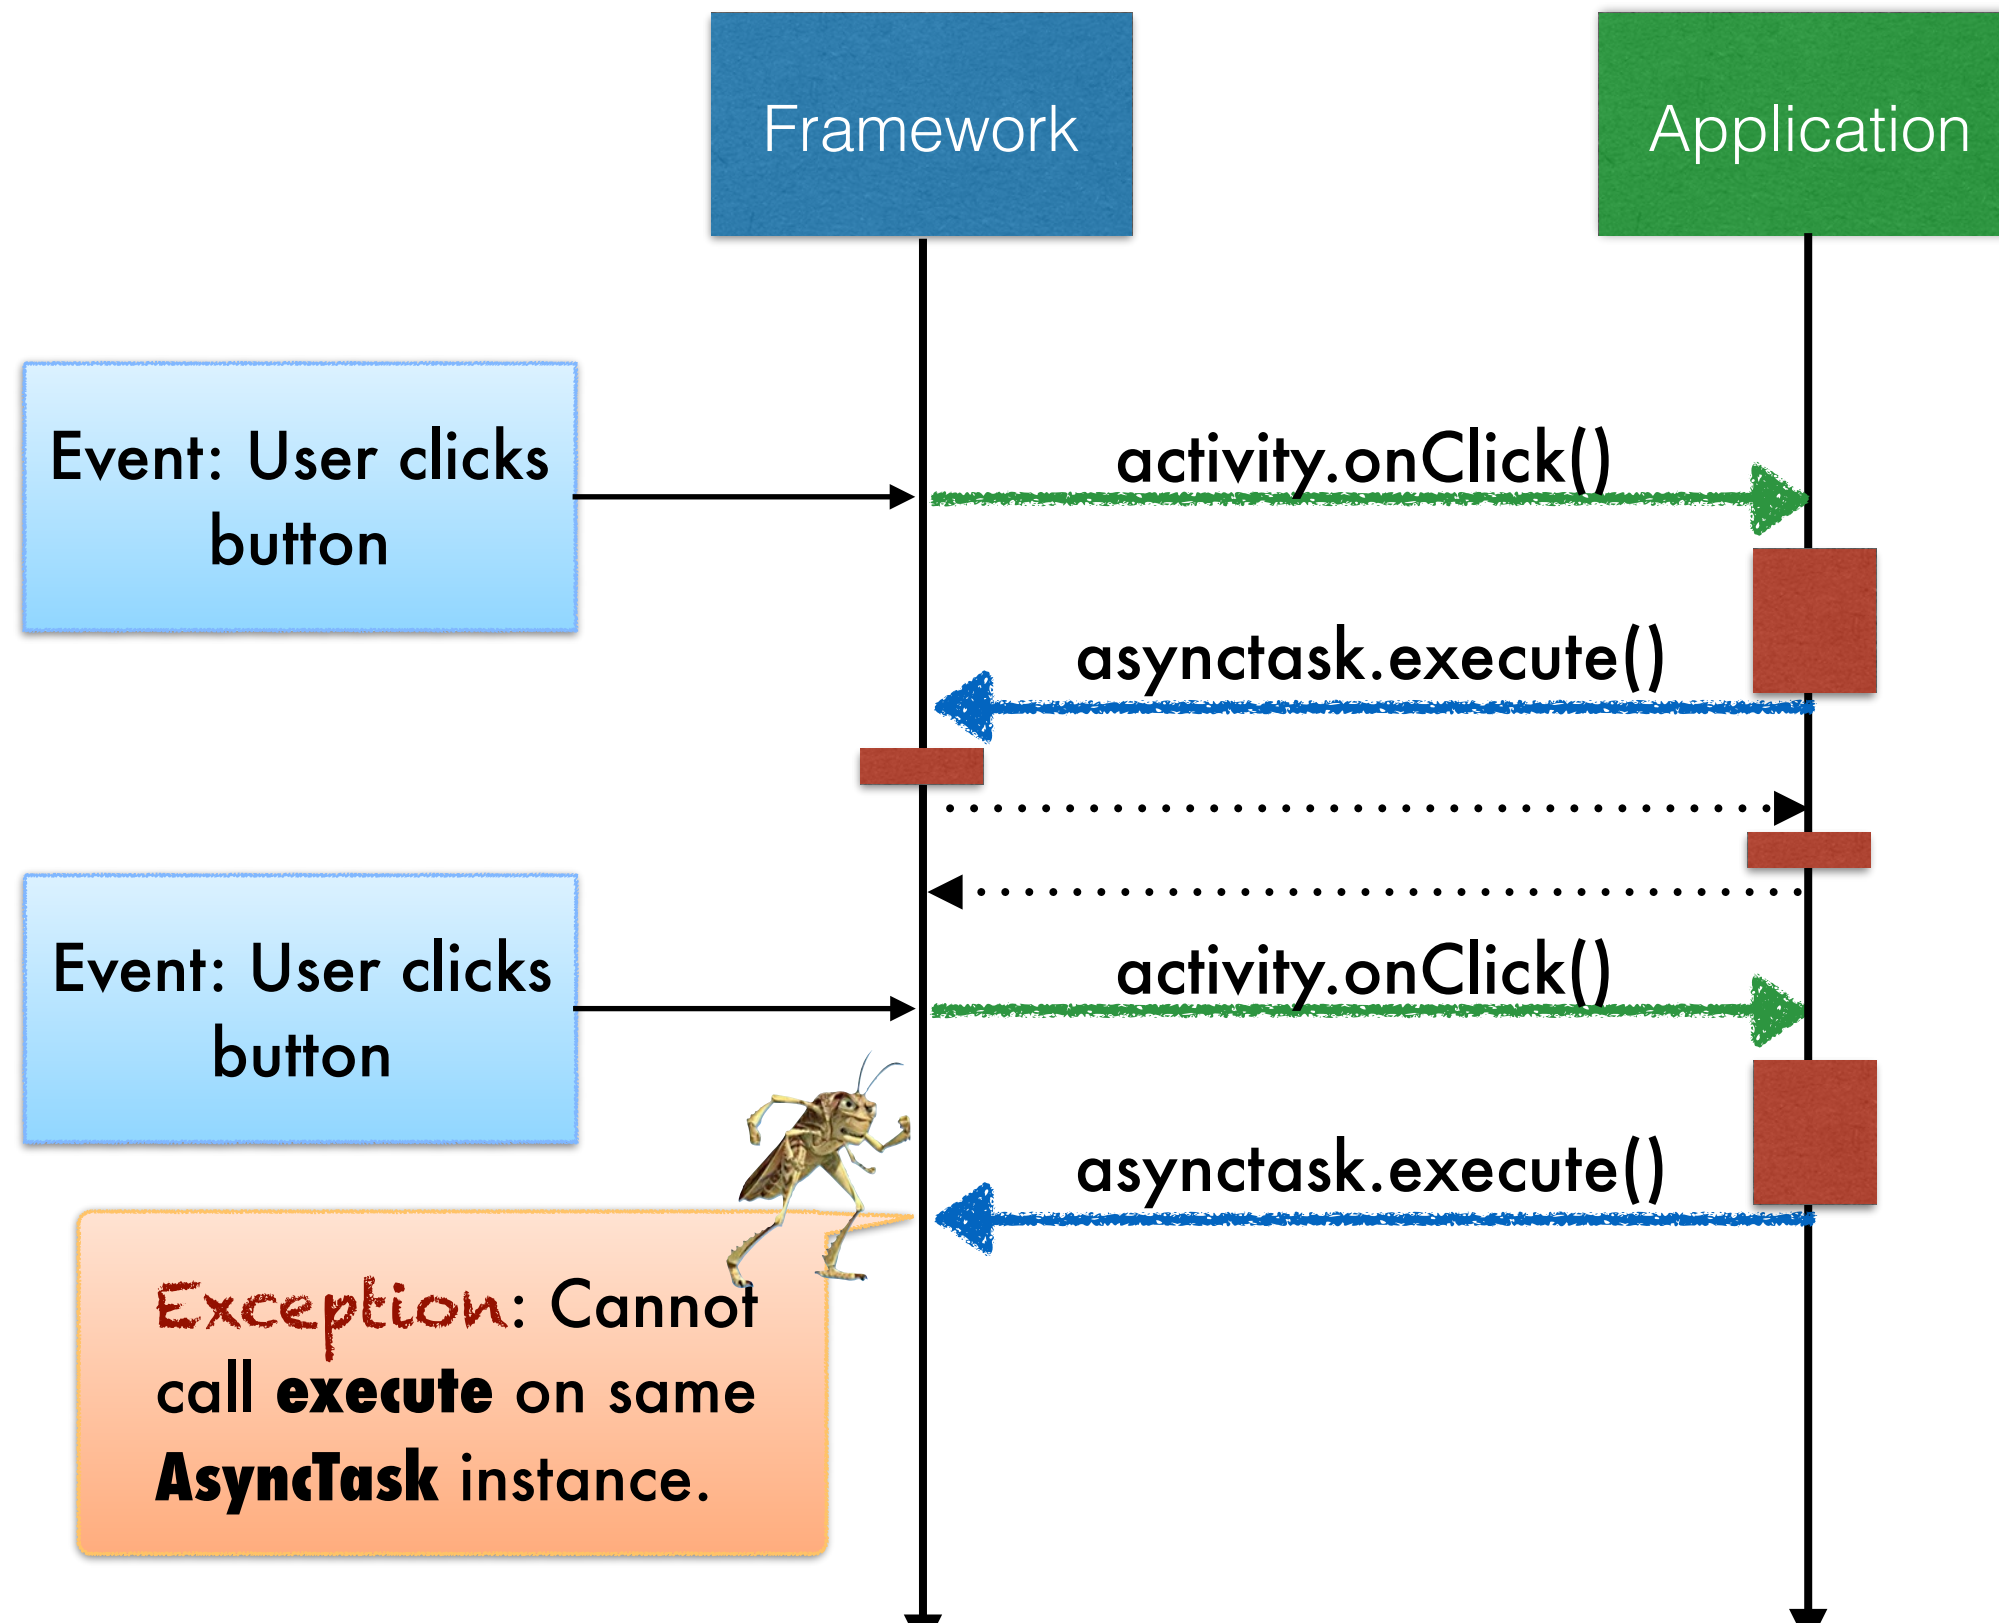 Framework
Application
Event: User clicks
button
activity.onClick()
asynctask.execute()
Event: User clicks
button
activity.onClick()
asynctask.execute()
Exception: Cannot
call execute on same
AsyncTask instance.